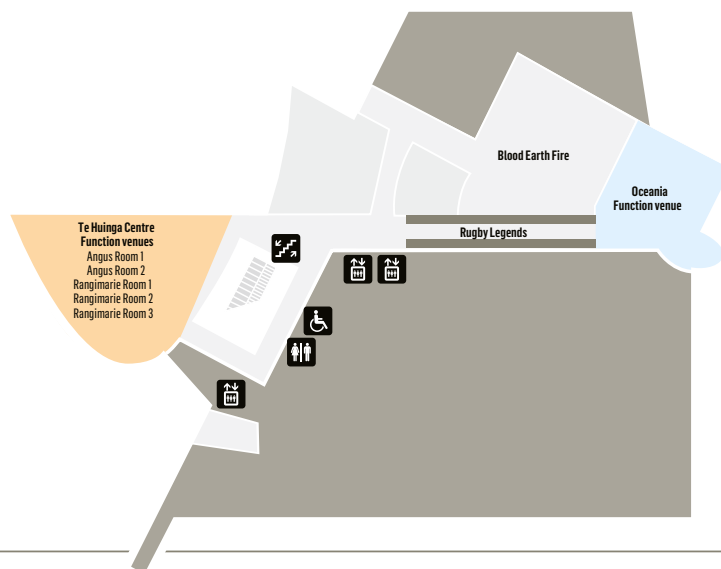 Blood Earth Fire
Oceania
Function venue
Te Huinga Centre
Function venues
Angus Room 1
Angus Room 2
Rangimarie Room 1
Rangimarie Room 2
Rangimarie Room 3
Rugby Legends